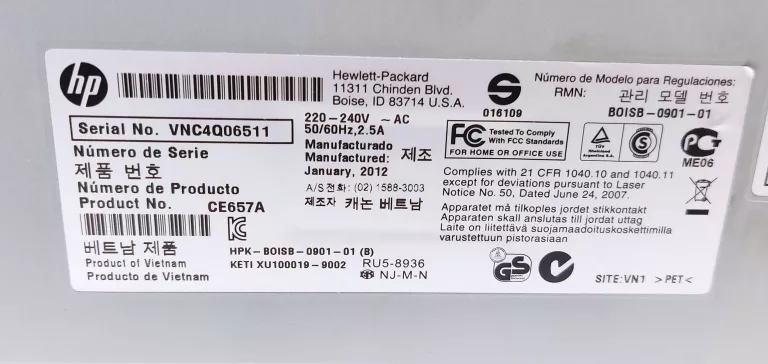 hp
Hewlett-Packard
11311 Chinden Blvd.
Boise, ID 83714 U.S.A.
S
016109
Número de Modelo para Regulaciones:
RMN: 관리 모델 번호
BOISB-0901-01
Serial No. VNC4Q06511
Número de Serie
제품 번호
Número de Producto
Product No. CE657A
220-240V ~ AC
50/60Hz, 2.5A
Manufacturado
Manufactured 제조
January, 2012
A/S 전화: (02) 1588-3003
제조자 캐논 베트남
FC Tested To Comply
With FCC Standards
FOR HOME OR OFFICE USE
TÜV
Rheinland
Argentina S.A.
S
ME06
Complies with 21 CFR 1040.10 and 1040.11
except for deviations pursuant to Laser
Notice No. 50, dated June 24, 2007.
Apparatet må tilkoples jordet stikkontakt
Apparaten skall anslutas till jordat uttag
Laite on liitettävä suojamaadoituskoskettimilla
varustettuun pistorasiaan
베트남 제품
Product of Vietnam
Producto de Vietnam
HPK-BOISB-0901-01 (B)
KETI XU100019-9002
RU5-8936
NJ-M-N
GS
SITE:VN1 >PET<